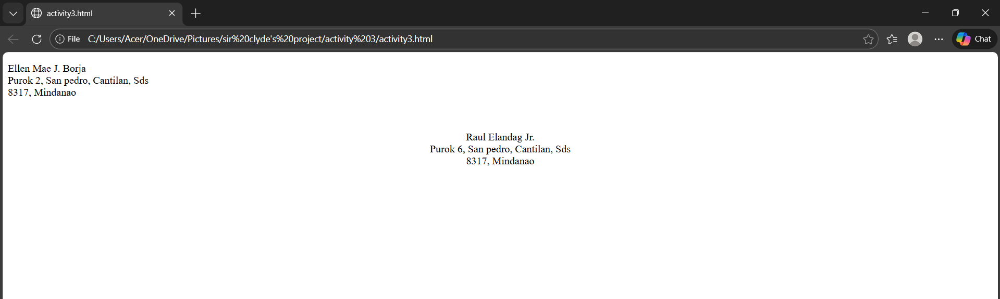 activity3.html
File C:/Users/Acer/OneDrive/Pictures/sir%20clyde's%20project/activity%203/activity3.html
Chat
Ellen Mae J. Borja
Purok 2, San pedro, Cantilan, Sds
8317, Mindanao
Raul Elandag Jr.
Purok 6, San pedro, Cantilan, Sds
8317, Mindanao